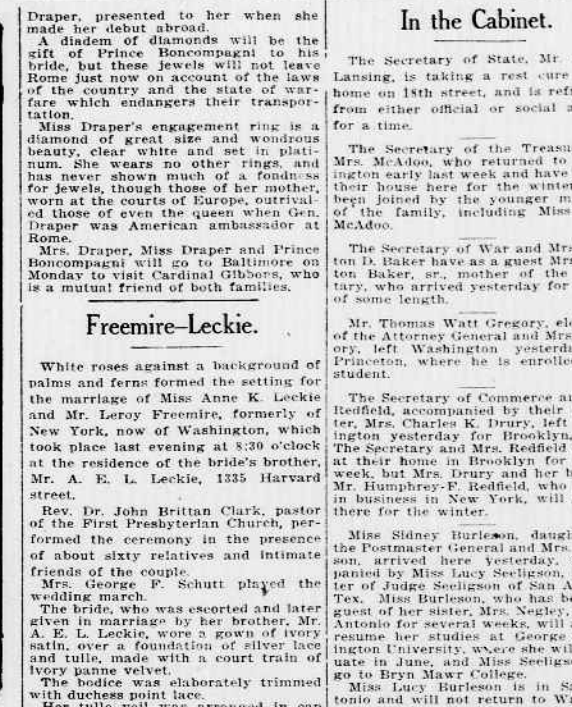 Draper, presented to her when she
made her debut abroad.
A diadem of diamonds will be the
gift of Prince Boncompagni to his
bride, but these jewels will not leave
Rome just now on account of the laws
of the country and the state of war-
fare which endangers their transpor-
tation.
Miss Draper's engagement ring is a
diamond of great size and wondrous
beauty, clear white and set in plati-
num. She wears no other rings, and
has never shown much of a fondness
for jewels, though those of her mother,
worn at the courts of Europe, outrival-
ed those of even the queen when Gen.
Draper was American ambassador at
Rome.
Mrs. Draper, Miss Draper and Prince
Boncompagni will go to Baltimore on
Monday to visit Cardinal Gibbons, who
is a mutual friend of both families.
Freemire–Leckie.
White roses against a background of
palms and ferns formed the setting for
the marriage of Miss Anne K. Leckie
and Mr. Leroy Freemire, formerly of
New York, now of Washington, which
took place last evening at 8:30 o'clock
at the residence of the bride's brother,
Mr. A. E. L. Leckie, 1335 Harvard
street.
Rev. Dr. John Brittan Clark, pastor
of the First Presbyterian Church, per-
formed the ceremony in the presence
of about sixty relatives and intimate
friends of the couple.
Mrs. George F. Schutt played the
wedding march.
The bride, who was escorted and later
given in marriage by her brother, Mr.
A. E. L. Leckie, wore a gown of ivory
satin, over a foundation of silver lace
and tulle, made with a court train of
ivory panne velvet.
The bodice was elaborately trimmed
with duchess point lace.
Her tulle veil was arranged in cap
In the Cabinet.
The Secretary of State, Mr.
Lansing, is taking a rest cure
home on 18th street, and is ref
from either official or social a
for a time.
The Secretary of the Treasu
Mrs. McAdoo, who returned to
ington early last week and have
their house here for the winter
been joined by the younger m
of the family, including Miss
McAdoo.
The Secretary of War and Mrs
ton D. Baker have as a guest Mrs
ton Baker, sr., mother of the
tary, who arrived yesterday for
of some length.
Mr. Thomas Watt Gregory, eld
of the Attorney General and Mrs
ory, left Washington yesterd
Princeton, where he is enrolle
student.
The Secretary of Commerce a
Redfield, accompanied by their
ter, Mrs. Charles K. Drury, left
ington yesterday for Brooklyn,
The Secretary and Mrs. Redfield
at their home in Brooklyn for
week, but Mrs. Drury and her b
Mr. Humphrey-F. Redfield, who
in business in New York, will
there for the winter.
Miss Sidney Burleson, daugh
the Postmaster General and Mrs.
son, arrived here yesterday,
panied by Miss Lucy Seeligson,
ter of Judge Seeligson of San A
Tex. Miss Burleson, who has be
guest of her sister, Mrs. Negley,
Antonio for several weeks, will
resume her studies at George
ington University, where she wil
uate in June, and Miss Seeligs
go to Bryn Mawr College.
Miss Lucy Burleson is in Sa
tonio and will not return to Wa